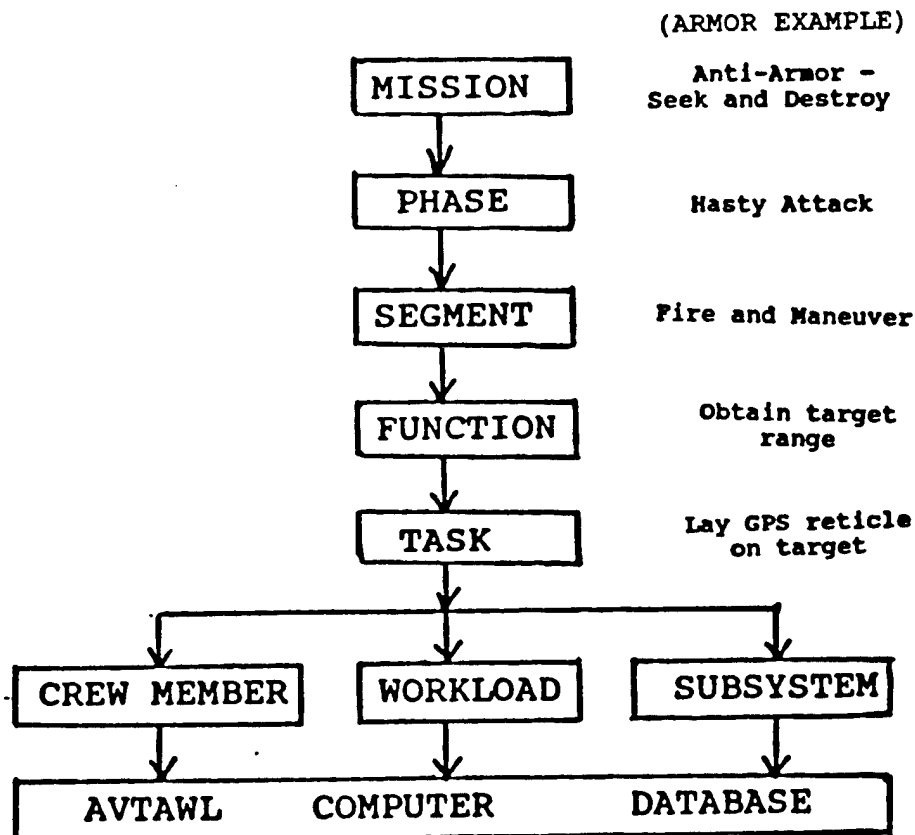 (ARMOR EXAMPLE)
MISSION
Anti-Armor -
Seek and Destroy
PHASE
Hasty Attack
SEGMENT
Fire and Maneuver
FUNCTION
Obtain target
range
TASK
Lay GPS reticle
on target
CREW MEMBER
WORKLOAD
SUBSYSTEM
AVTAWL COMPUTER DATABASE